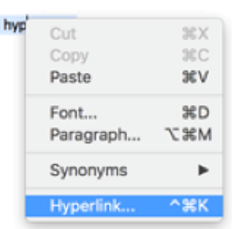 hyp
Cut ⌘X
Copy ⌘C
Paste ⌘V
Font... ⌘D
Paragraph... ⌥⌘M
Synonyms ▶
Hyperlink... ^⌘K